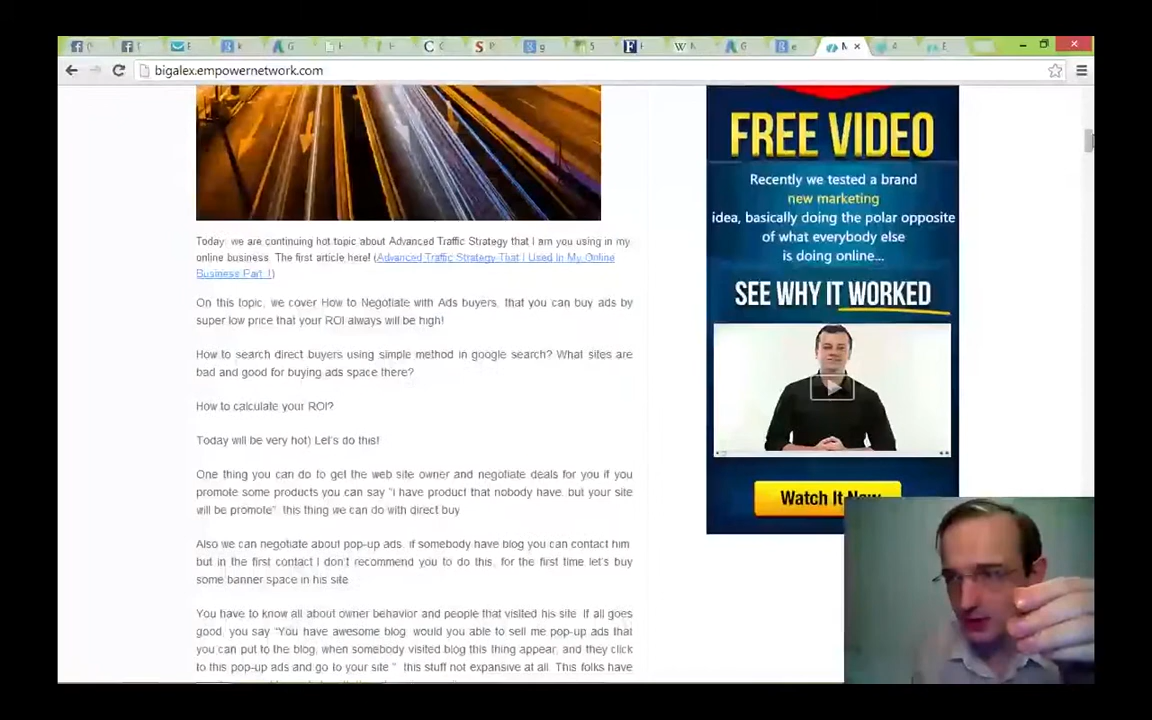 bigalex.empowernetwork.com
Today: we are continuing hot topic about Advanced Traffic Strategy that I am you using in my
online business. The first article here! (Advanced Traffic Strategy That I Used In My Online
Business Part 1)
On this topic, we cover How to Negotiate with Ads buyers, that you can buy ads by
super low price that your ROI always will be high!
How to search direct buyers using simple method in google search? What sites are
bad and good for buying ads space there?
How to calculate your ROI?
Today will be very hot) Let's do this!
One thing you can do to get the web site owner and negotiate deals for you if you
promote some products you can say "I have product that nobody have, but your site
will be promote" this thing we can do with direct buy
Also we can negotiate about pop-up ads, if somebody have blog you can contact him,
but in the first contact I don't recommend you to do this, for the first time let's buy
some banner space in his site.
You have to know all about owner behavior and people that visited his site. If all goes
good, you say "You have awesome blog, would you able to sell me pop-up ads that
you can put to the blog, when somebody visited blog this thing appear, and they click
to this pop-up ads and go to your site " this stuff not expansive at all. This folks have
FREE VIDEO
Recently we tested a brand
new marketing
idea, basically doing the polar opposite
of what everybody else
is doing online...
SEE WHY IT WORKED
Watch It Now